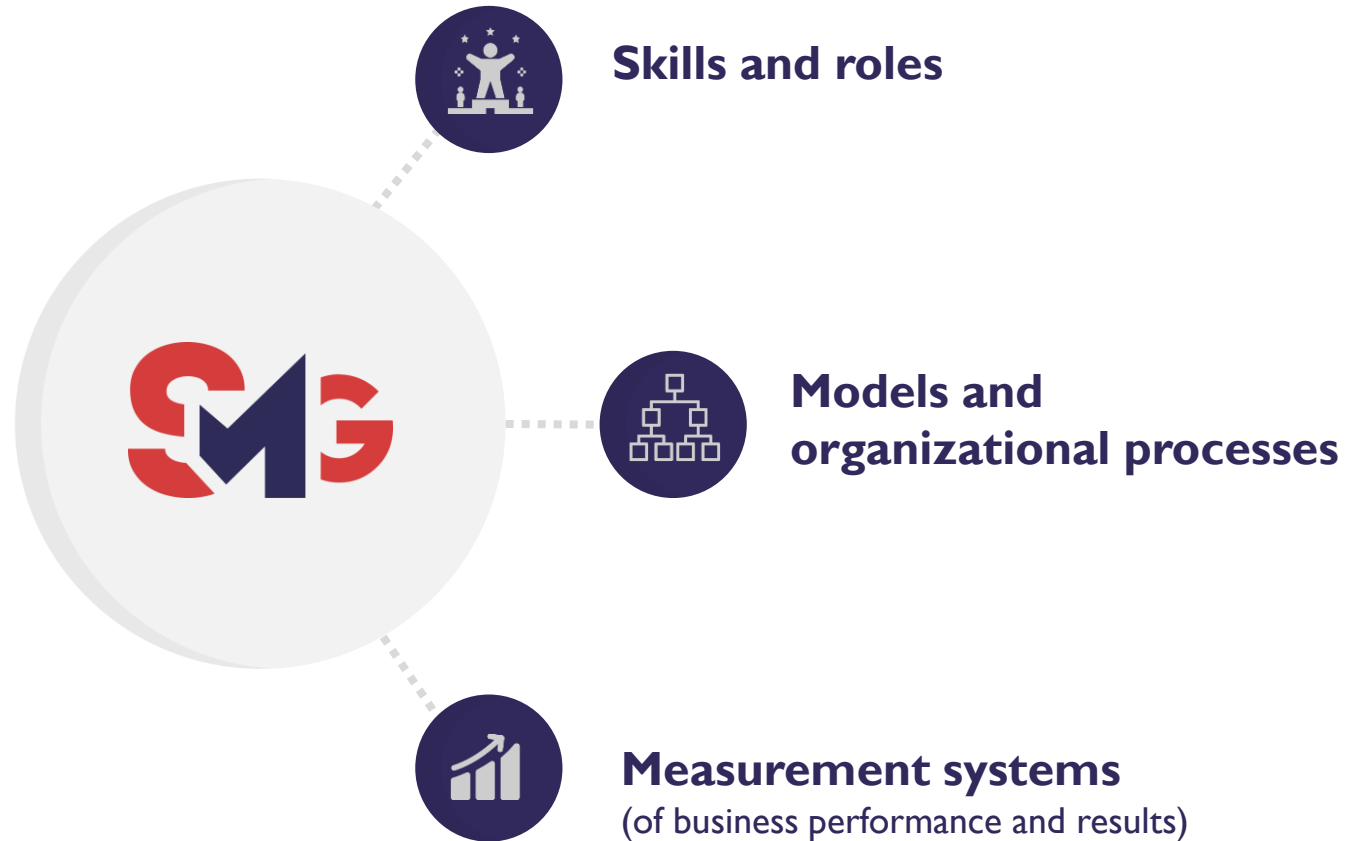 Skills and roles
SMG
Models and
organizational processes
Measurement systems
(of business performance and results)